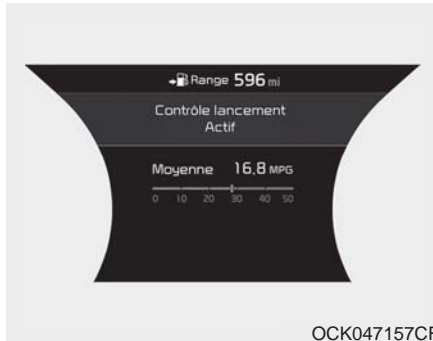 Range 596 mi
Contrôle lancement
Actif
Moyenne 16,8 MPG
0 10 20 30 40 50
OCK047157CF